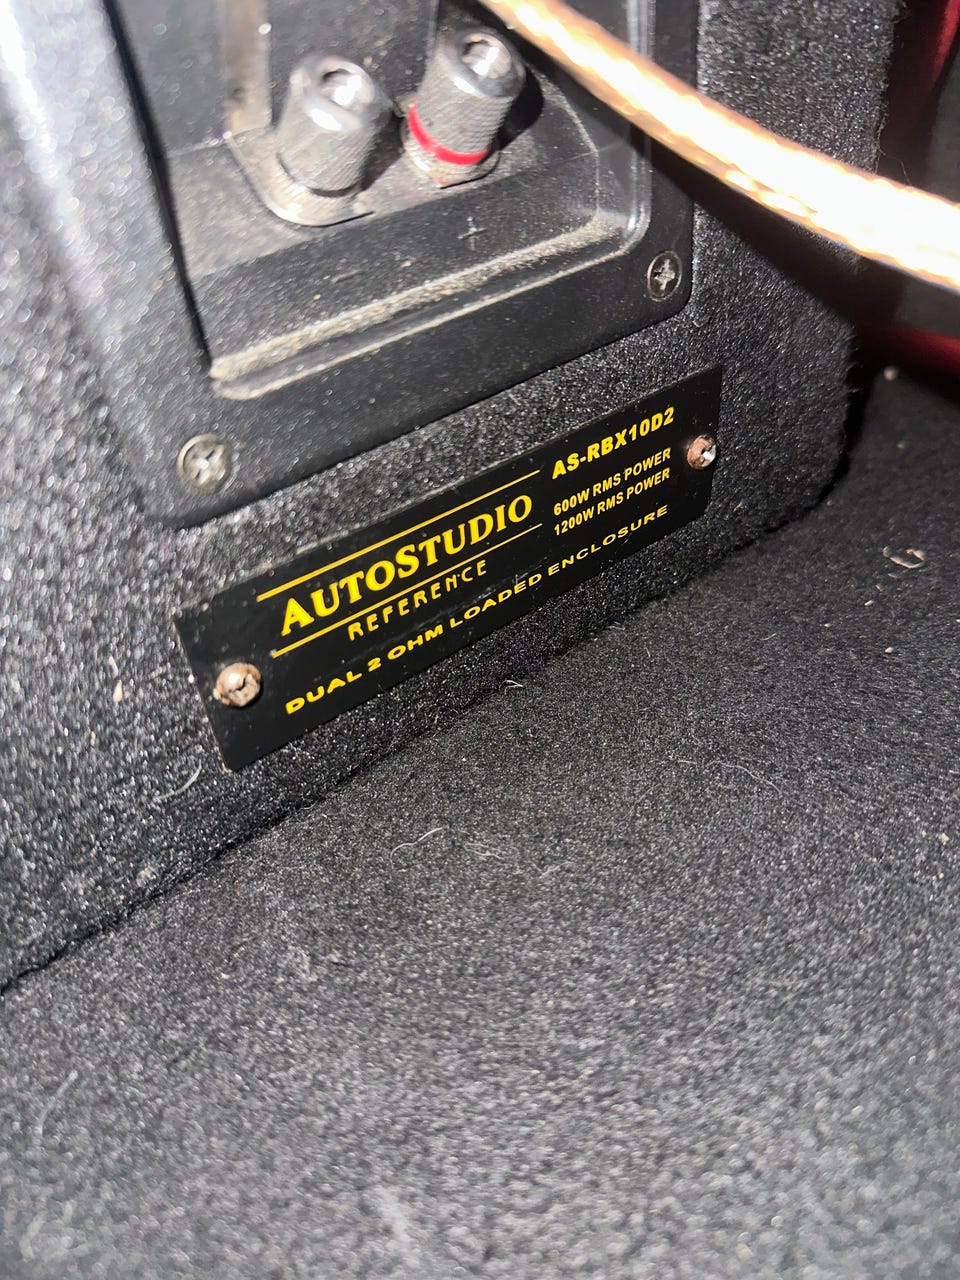 - +
AUTOSTUDIO
REFERENCE
AS-RBX10D2
600W RMS POWER
1200W RMS POWER
DUAL 2 OHM LOADED ENCLOSURE